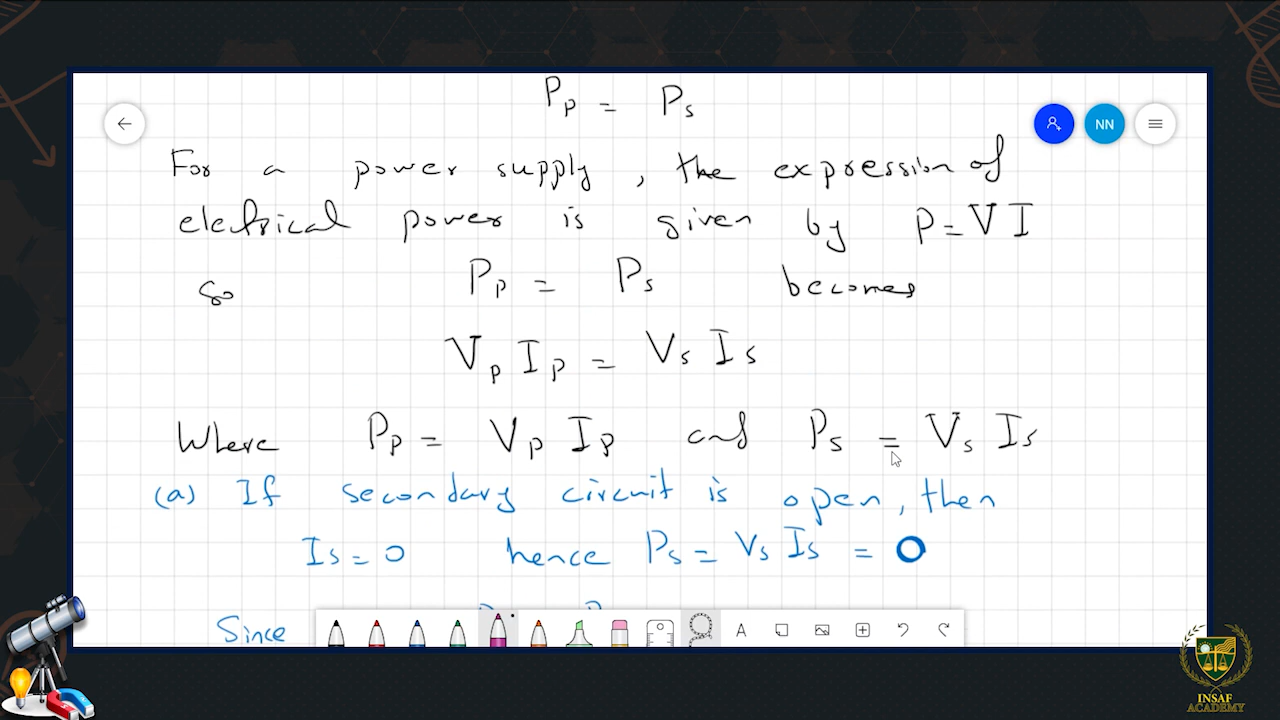 Pp = Ps
For a power supply, the expression of
electrical power is given by P = VI
so Pp = Ps becomes
Vp Ip = Vs Is
Where Pp = Vp Ip and Ps = Vs Is
(a) If secondary circuit is open, then
Is = 0 hence Ps = Vs Is = 0
Since
NN
A
INSAF
ACADEMY